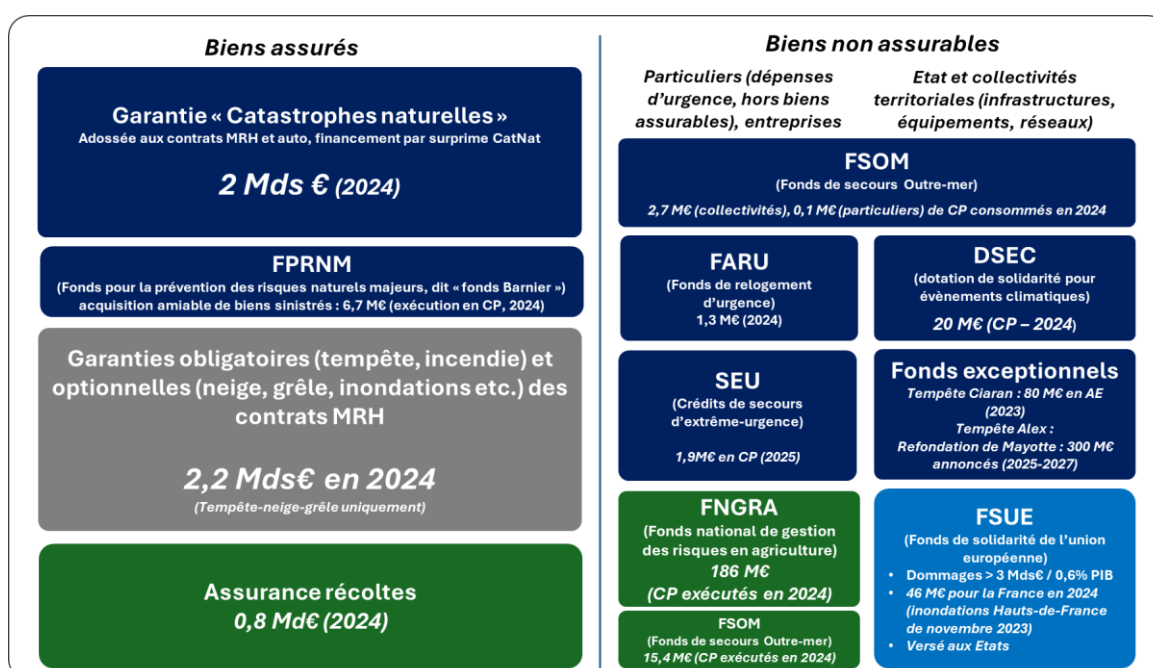 Biens assurés
Garantie « Catastrophes naturelles »
Adossée aux contrats MRH et auto, financement par surprime CatNat
2 Mds € (2024)
FPRNM
(Fonds pour la prévention des risques naturels majeurs, dit « fonds Barnier »)
acquisition amiable de biens sinistrés : 6,7 M€ (exécution en CP, 2024)
Garanties obligatoires (tempête, incendie) et
optionnelles (neige, grêle, inondations etc.) des
contrats MRH
2,2 Mds€ en 2024
(Tempête-neige-grêle uniquement)
Assurance récoltes
0,8 Md€ (2024)
Biens non assurables
Particuliers (dépenses
d’urgence, hors biens
assurables), entreprises
Etat et collectivités
territoriales (infrastructures,
équipements, réseaux)
FSOM
(Fonds de secours Outre-mer)
2,7 M€ (collectivités), 0,1 M€ (particuliers) de CP consommés en 2024
FARU
(Fonds de relogement
d’urgence)
1,3 M€ (2024)
DSEC
(dotation de solidarité pour
évènements climatiques)
20 M€ (CP – 2024)
SEU
(Crédits de secours
d’extrême-urgence)
1,9M€ en CP (2025)
Fonds exceptionnels
Tempête Ciaran : 80 M€ en AE
(2023)
Tempête Alex :
Refondation de Mayotte : 300 M€
annoncés (2025-2027)
FNGRA
(Fonds national de gestion
des risques en agriculture)
186 M€
(CP exécutés en 2024)
FSOM
(Fonds de secours Outre-mer)
15,4 M€ (CP exécutés en 2024)
FSUE
(Fonds de solidarité de l’union
européenne)
• Dommages > 3 Mds€ / 0,6% PIB
• 46 M€ pour la France en 2024
(inondations Hauts-de-France
de novembre 2023)
• Versé aux Etats